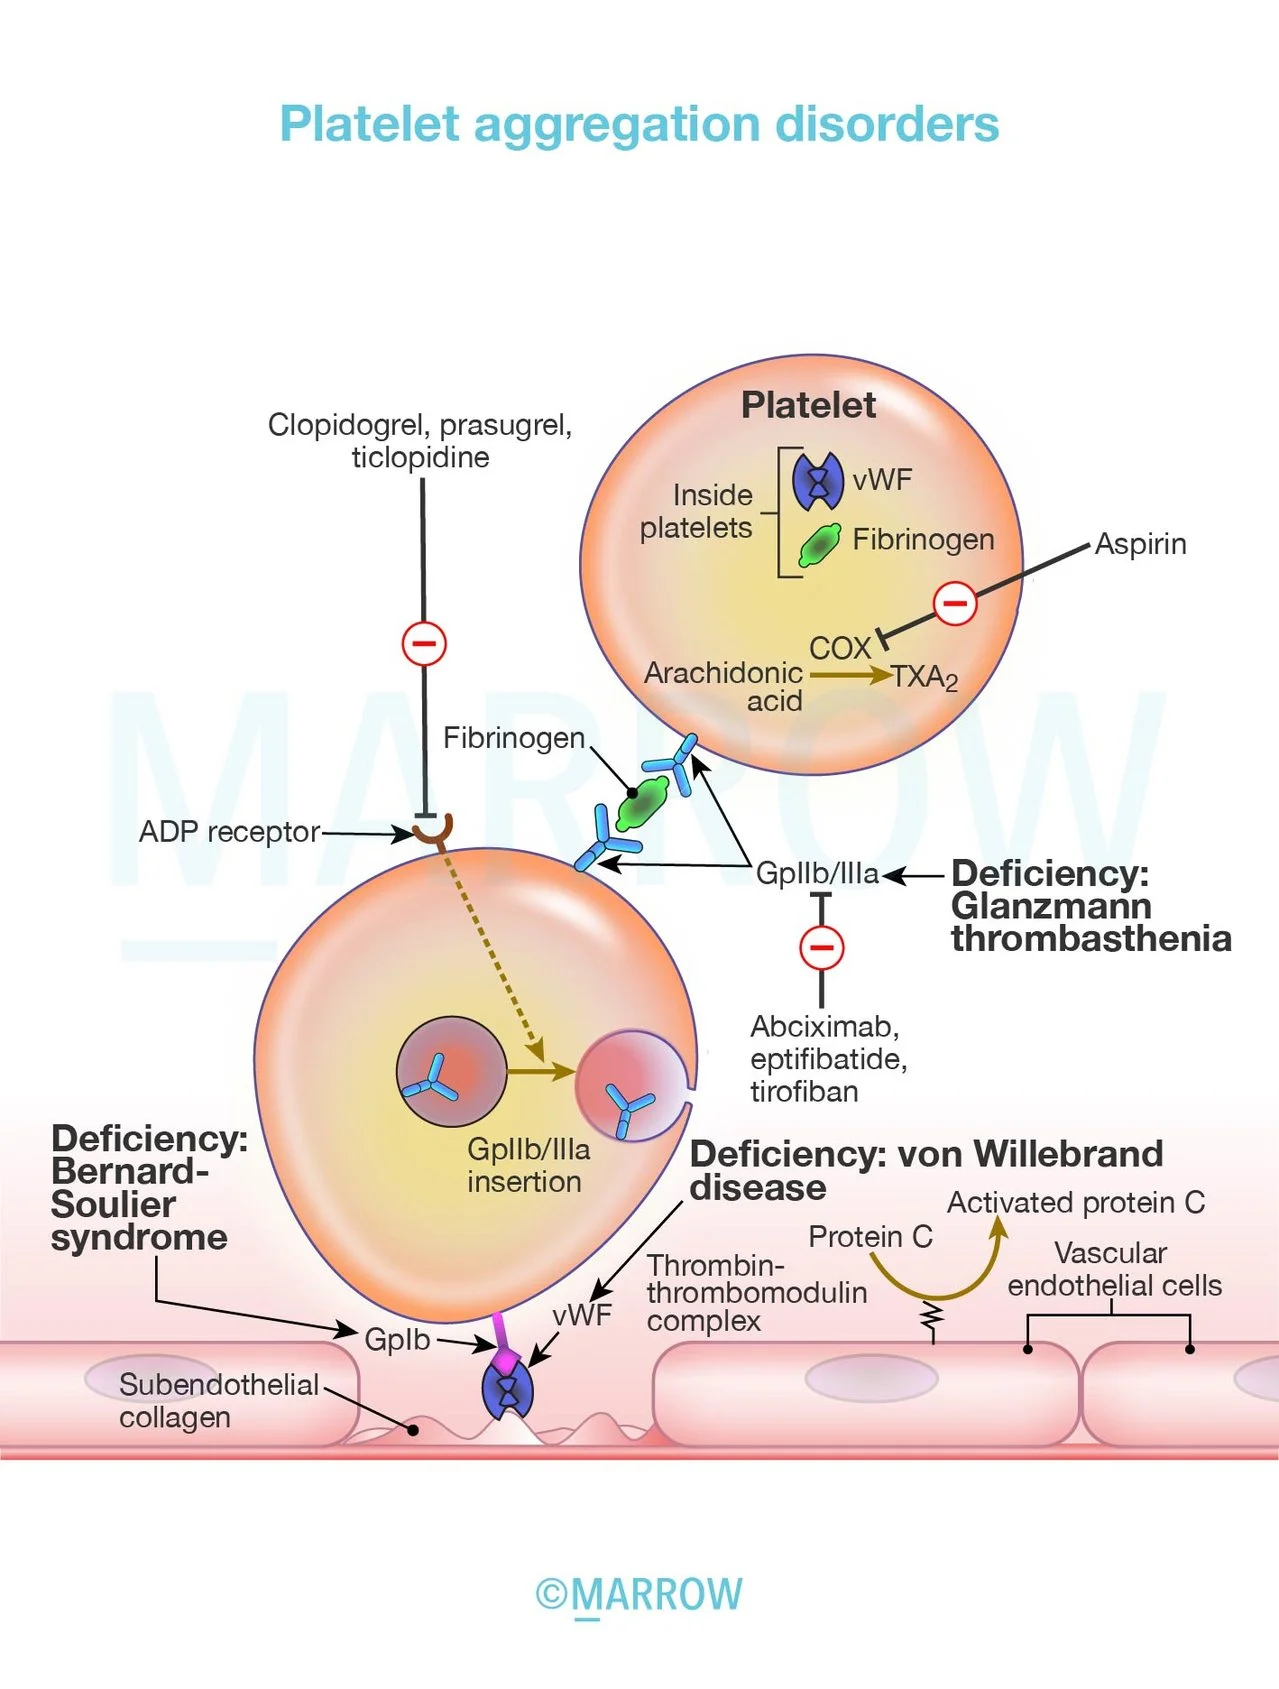 Platelet aggregation disorders
Platelet
Clopidogrel, prasugrel,
ticlopidine
Inside
platelets
vWF
Fibrinogen
Aspirin
COX
Arachidonic
acid
TXA2
Fibrinogen
ADP receptor
GpIIb/IIIa
Deficiency:
Glanzmann
thrombasthenia
Abciximab,
eptifibatide,
tirofiban
GpIIb/IIIa
insertion
Deficiency:
Bernard-
Soulier
syndrome
Deficiency: von Willebrand
disease
Activated protein C
Protein C
Vascular
endothelial cells
Thrombin-
thrombomodulin
complex
vWF
GpIb
Subendothelial
collagen
MARROW
©MARROW